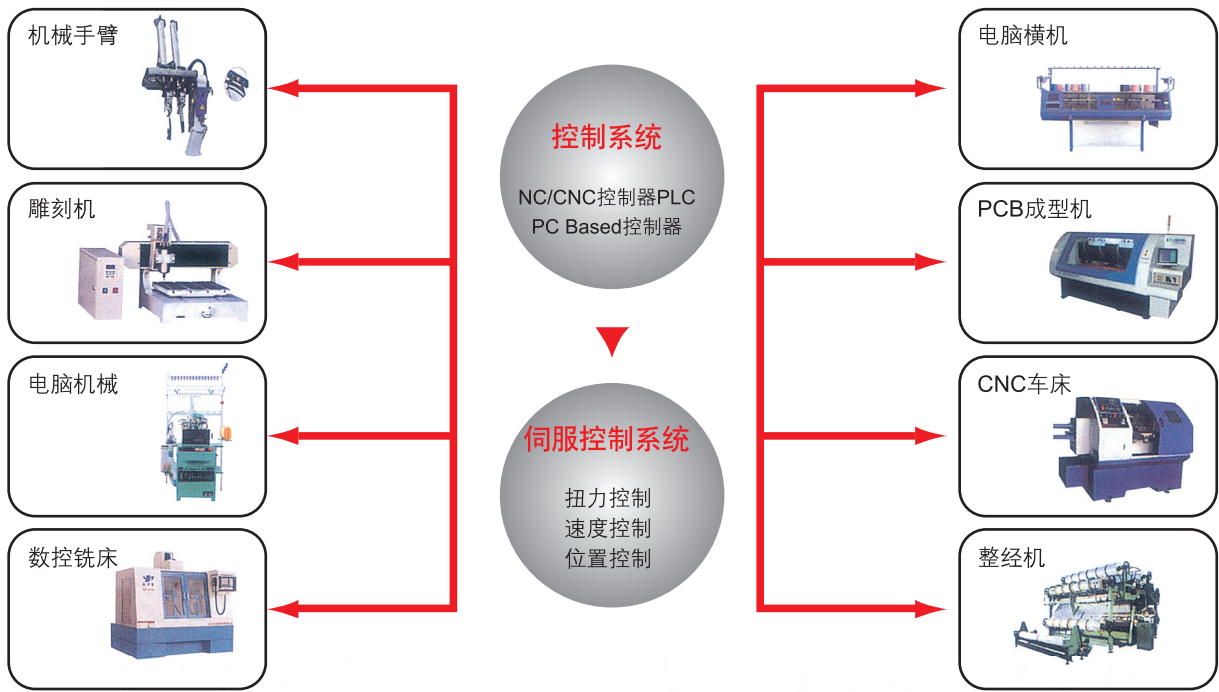 机械手臂
雕刻机
电脑机械
数控铣床
控制系统
NC/CNC控制器PLC
PC Based控制器
伺服控制系统
扭力控制
速度控制
位置控制
电脑横机
PCB成型机
CNC车床
整经机